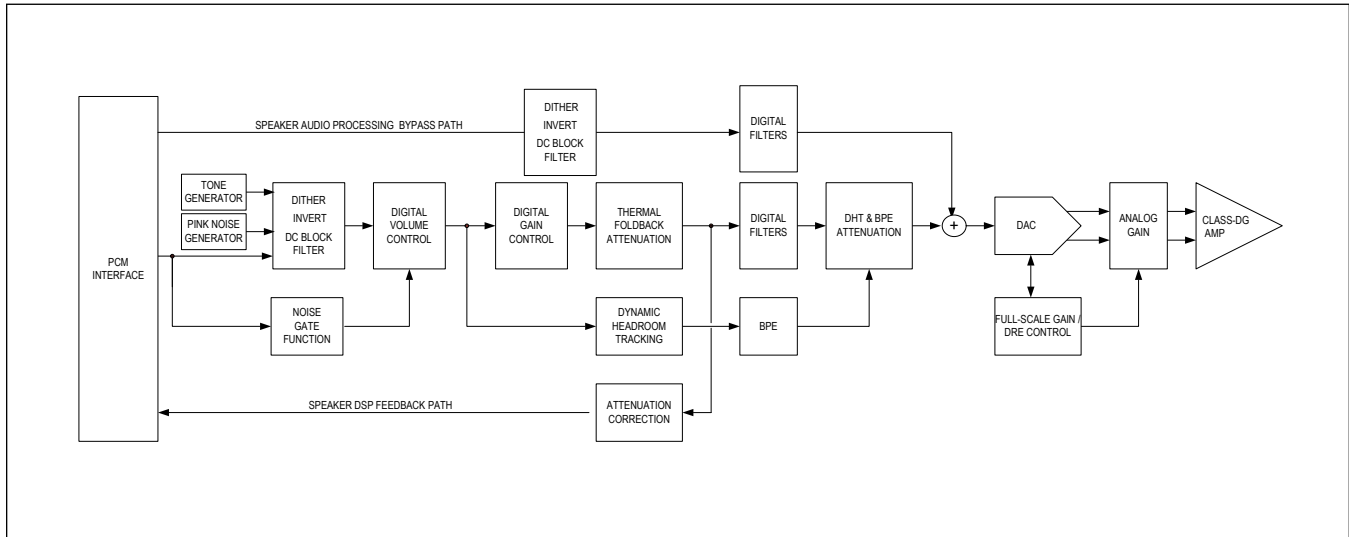 SPEAKER AUDIO PROCESSING BYPASS PATH
DITHER
INVERT
DC BLOCK
FILTER
DIGITAL
FILTERS
PCM
INTERFACE
TONE
GENERATOR
PINK NOISE
GENERATOR
DITHER
INVERT
DC BLOCK
FILTER
DIGITAL
VOLUME
CONTROL
DIGITAL
GAIN
CONTROL
THERMAL
FOLDBACK
ATTENUATION
DIGITAL
FILTERS
DHT & BPE
ATTENUATION
+
DAC
ANALOG
GAIN
CLASS-DG
AMP
NOISE
GATE
FUNCTION
DYNAMIC
HEADROOM
TRACKING
BPE
FULL-SCALE GAIN /
DRE CONTROL
SPEAKER DSP FEEDBACK PATH
ATTENUATION
CORRECTION